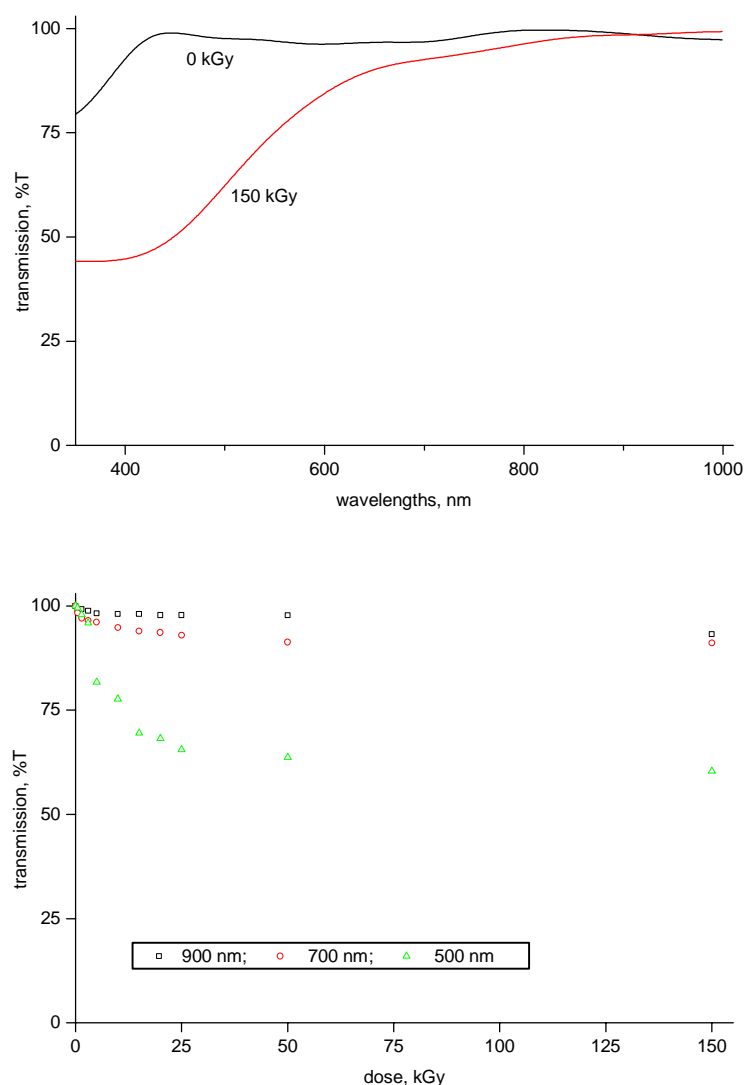 100
75
50
25
0
transmission, %T
0 kGy
150 kGy
400 600 800 1000
wavelengths, nm
100
75
50
25
0
transmission, %T
900 nm; 700 nm; 500 nm
0 25 50 75 100 125 150
dose, kGy